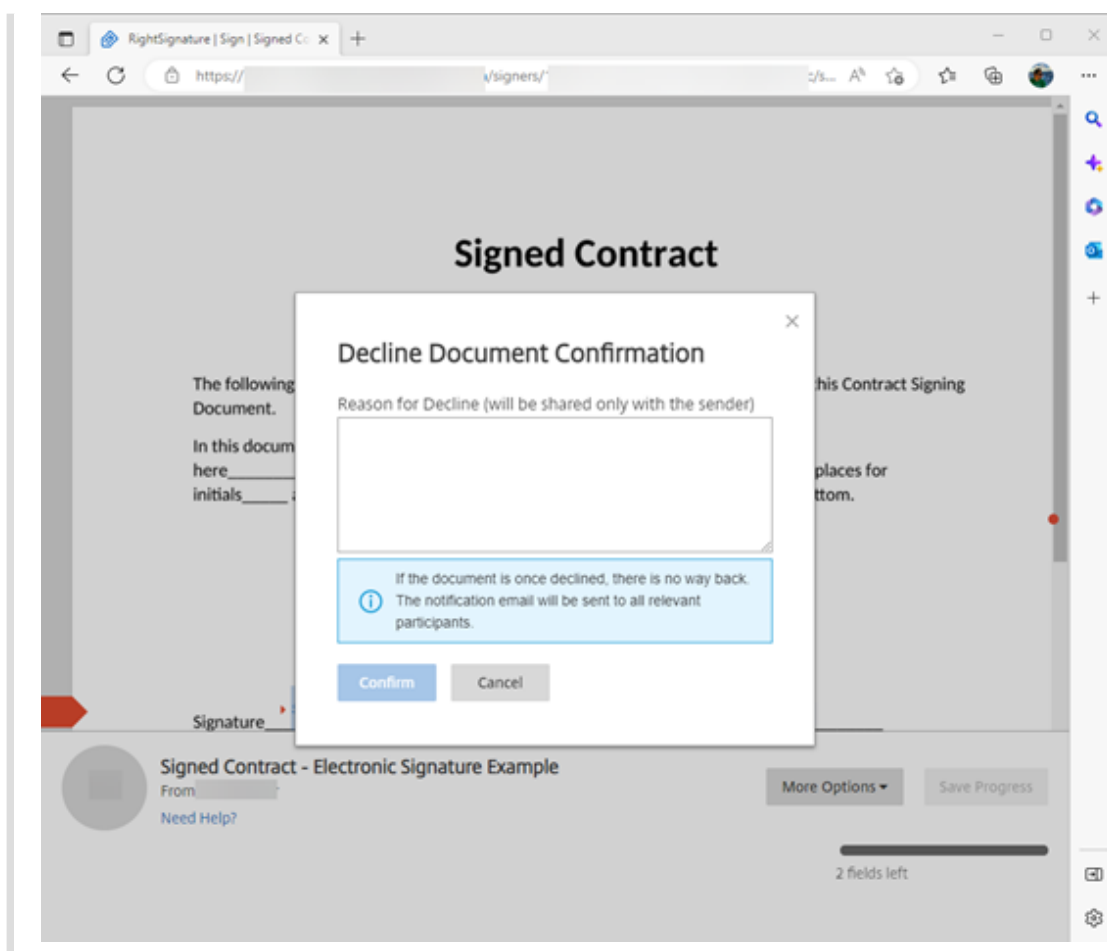 RightSignature | Sign | Signed Co
https:// /signers/ :/s... A
Signed Contract
Decline Document Confirmation
The following his Contract Signing
Document.
Reason for Decline (will be shared only with the sender)
In this docum
here_________ places for
initials_____ ttom.
If the document is once declined, there is no way back.
The notification email will be sent to all relevant
participants.
Confirm Cancel
Signature
Signed Contract - Electronic Signature Example
From
Need Help?
More Options Save Progress
2 fields left